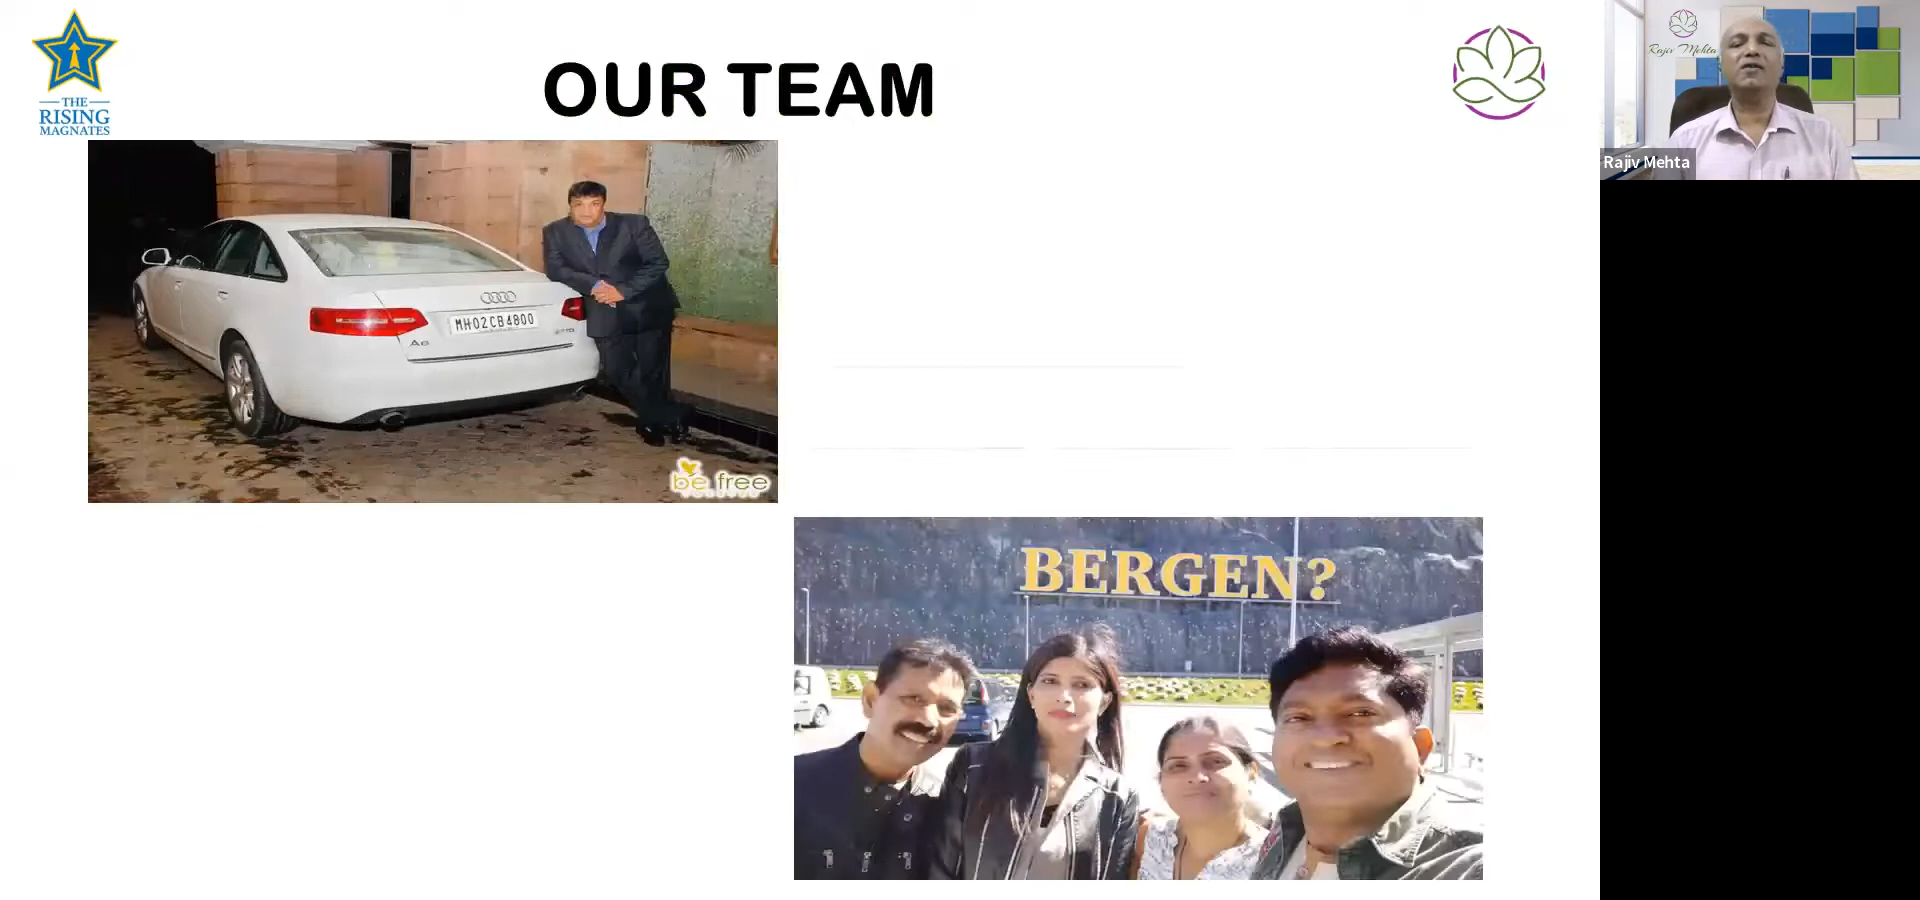 THE
RISING
MAGNATES
OUR TEAM
Rajiv Mehta
Rajiv Mehta
MH02CB4800
A6
be free
BERGEN?